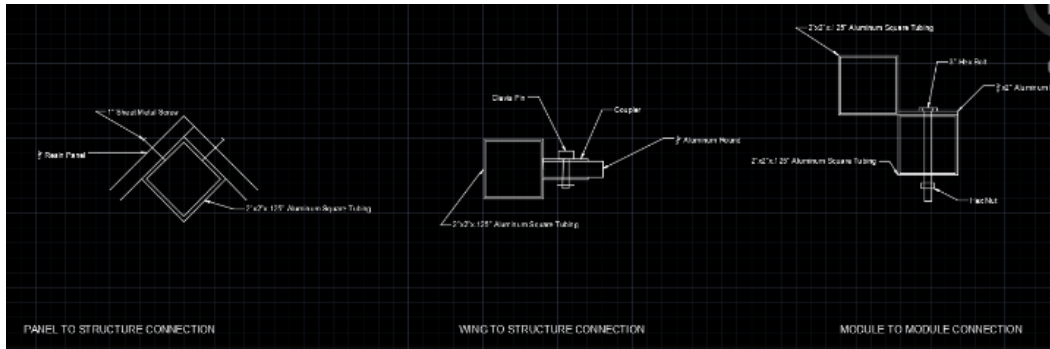 2"x2"x.125" Aluminum Square Tubing
3" Hex Bolt
x2" Aluminum
2"x2"x.125" Aluminum Square Tubing
Hex Nut
Clevis Pin
Coupler
Aluminum Round
2"x2"x.125" Aluminum Square Tubing
1" Sheet Metal Screw
Resin Panel
2"x2"x.125" Aluminum Square Tubing
PANEL TO STRUCTURE CONNECTION
WING TO STRUCTURE CONNECTION
MODULE TO MODULE CONNECTION